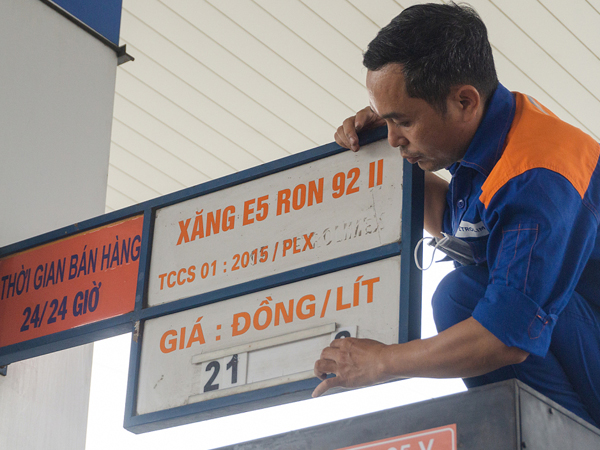 THỜI GIAN BÁN HÀNG
24/24 GIỜ
XĂNG E5 RON 92 II
TCCS 01 : 2015 / PLX
GIÁ : ĐỒNG / LÍT
21